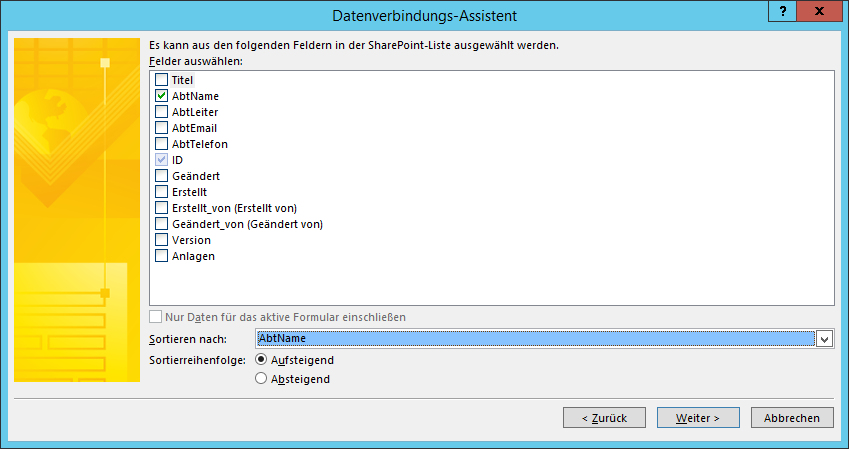 Datenverbindungs-Assistent
?
x
Es kann aus den folgenden Feldern in der SharePoint-Liste ausgewählt werden.
Felder auswählen:
Titel
AbtName
AbtLeiter
AbtEmail
AbtTelefon
ID
Geändert
Erstellt
Erstellt_von (Erstellt von)
Geändert_von (Geändert von)
Version
Anlagen
Nur Daten für das aktive Formular einschließen
Sortieren nach: AbtName
Sortierreihenfolge: Aufsteigend
Absteigend
< Zurück Weiter > Abbrechen